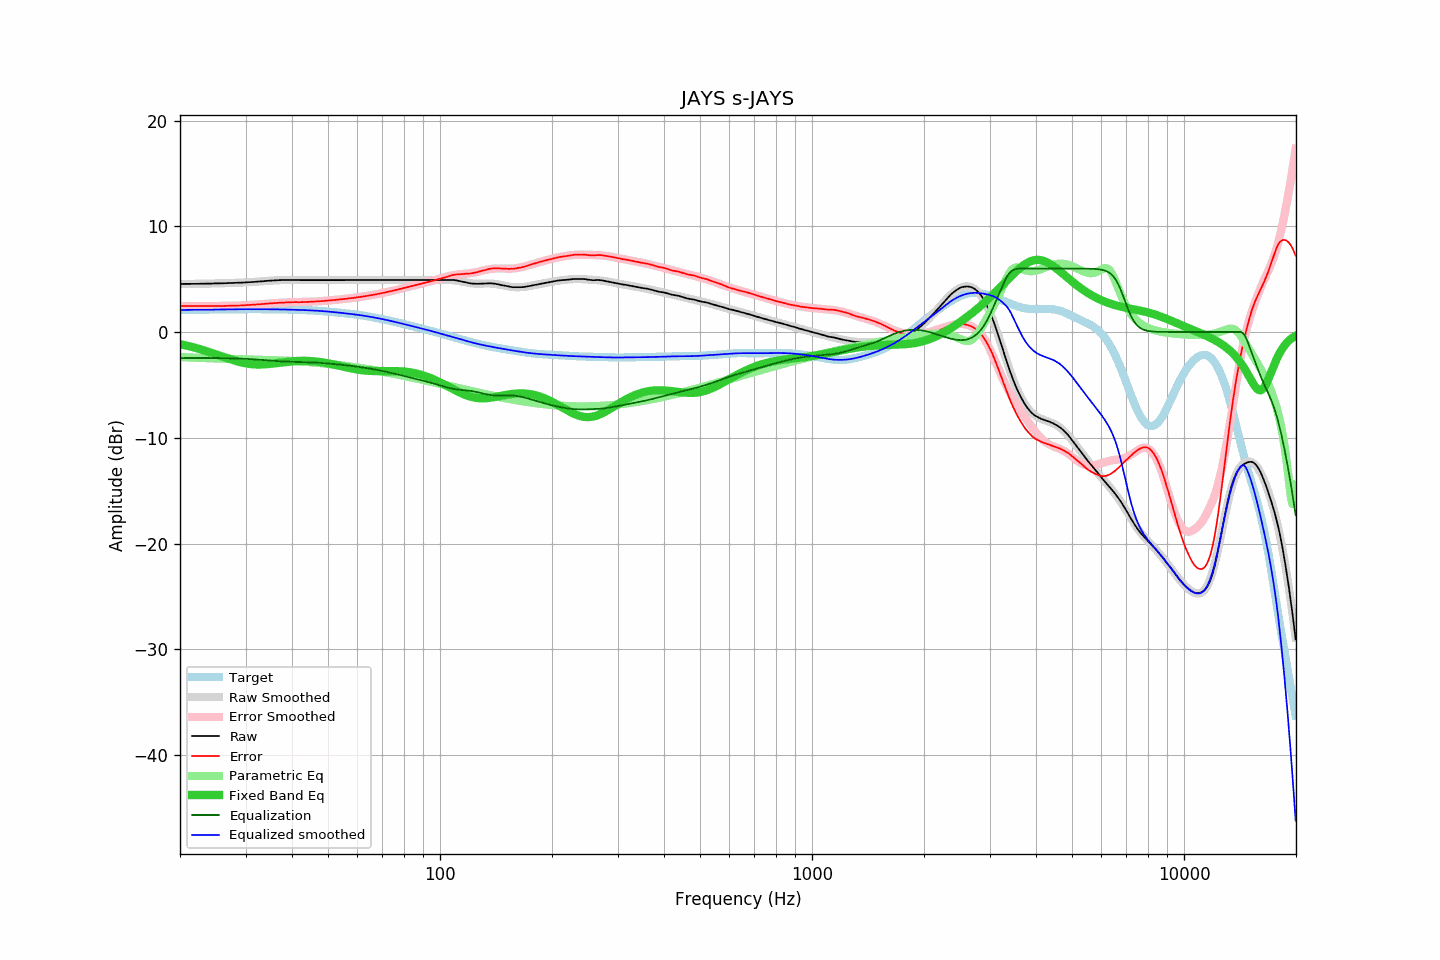 JAYS s-JAYS
20
10
0
−10
−20
−30
−40
Amplitude (dBr)
Target
Raw Smoothed
Error Smoothed
Raw
Error
Parametric Eq
Fixed Band Eq
Equalization
Equalized smoothed
100
1000
10000
Frequency (Hz)